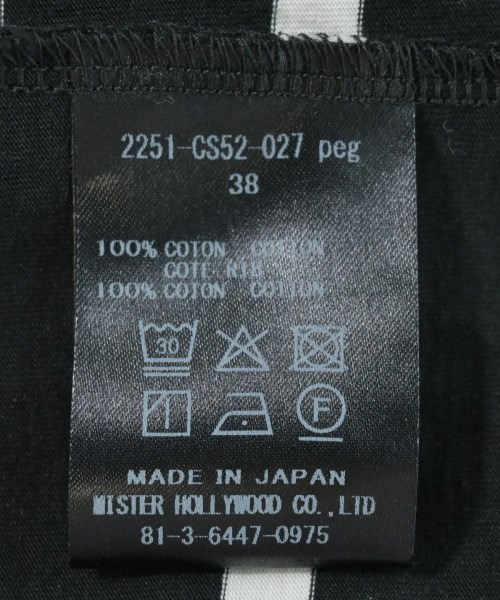 2251-CS52-027 peg
38
100% COTON COTTON
COTE RIB
100% COTON COTTON
30
F
MADE IN JAPAN
MISTER HOLLYWOOD CO.,LTD
81-3-6447-0975